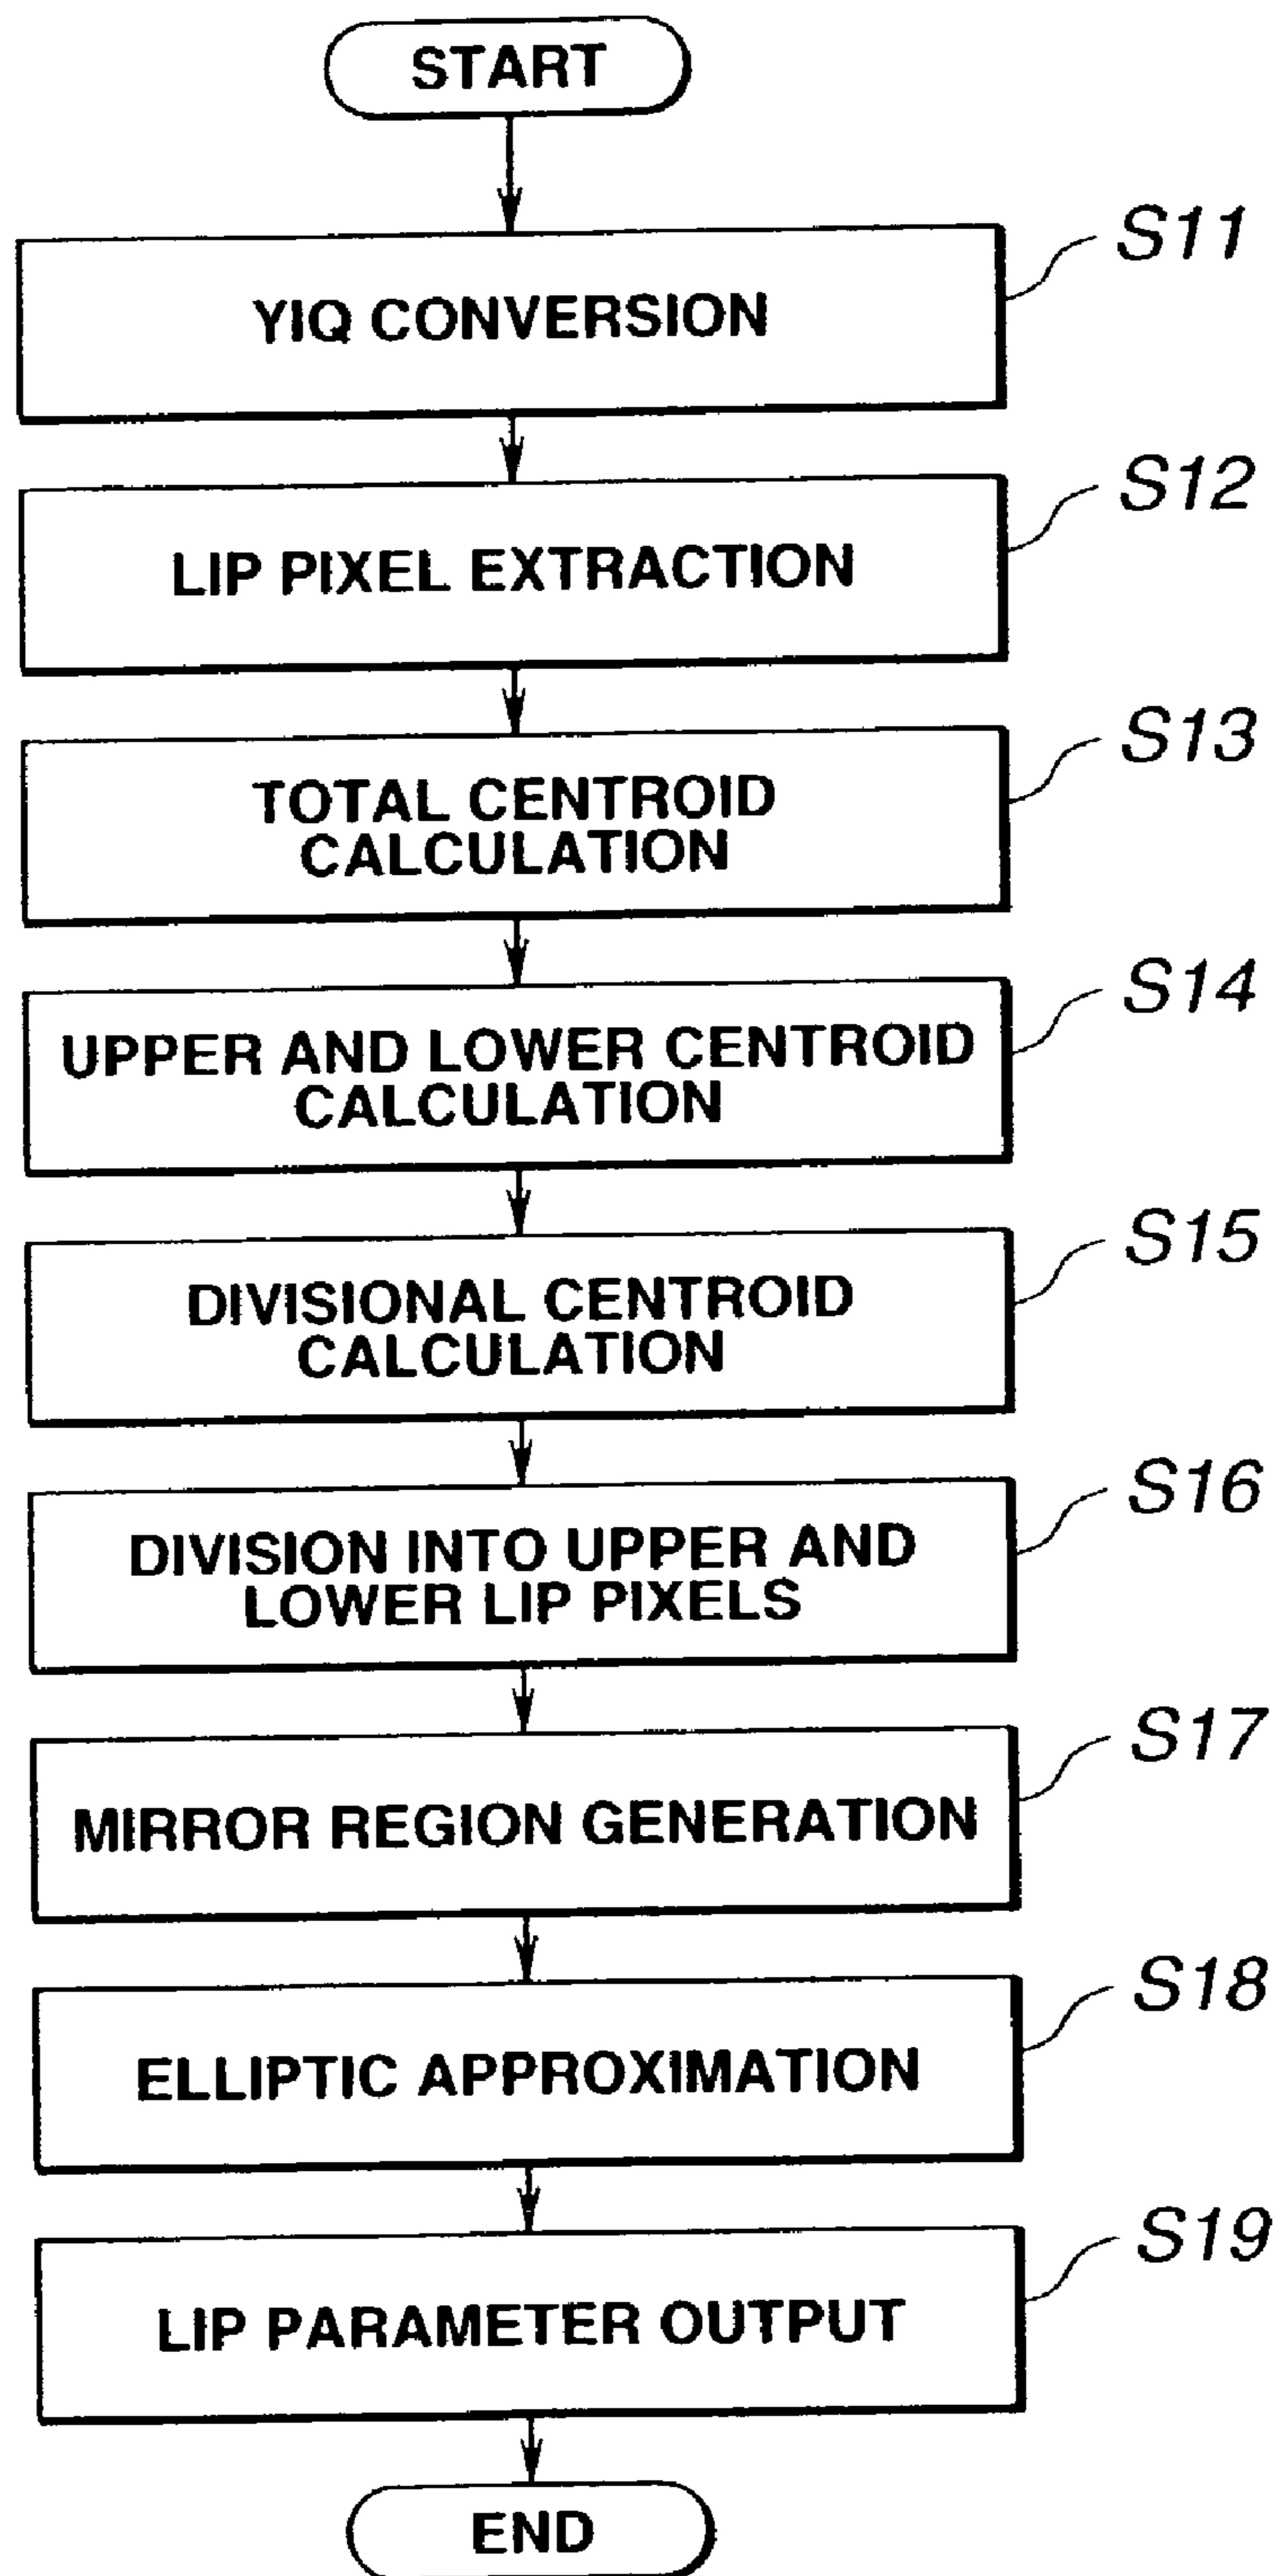 START
S11
YIQ CONVERSION
S12
LIP PIXEL EXTRACTION
S13
TOTAL CENTROID
CALCULATION
S14
UPPER AND LOWER CENTROID
CALCULATION
S15
DIVISIONAL CENTROID
CALCULATION
S16
DIVISION INTO UPPER AND
LOWER LIP PIXELS
S17
MIRROR REGION GENERATION
S18
ELLIPTIC APPROXIMATION
S19
LIP PARAMETER OUTPUT
END